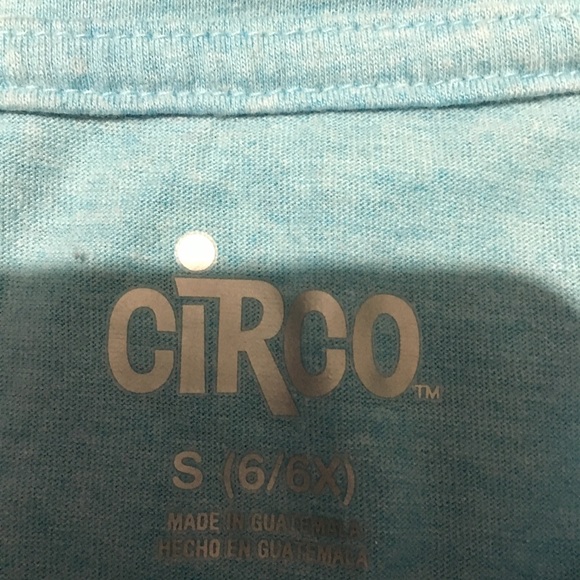 CiRCO™
S (6/6X)
MADE IN GUATEMALA
HECHO EN GUATEMALA